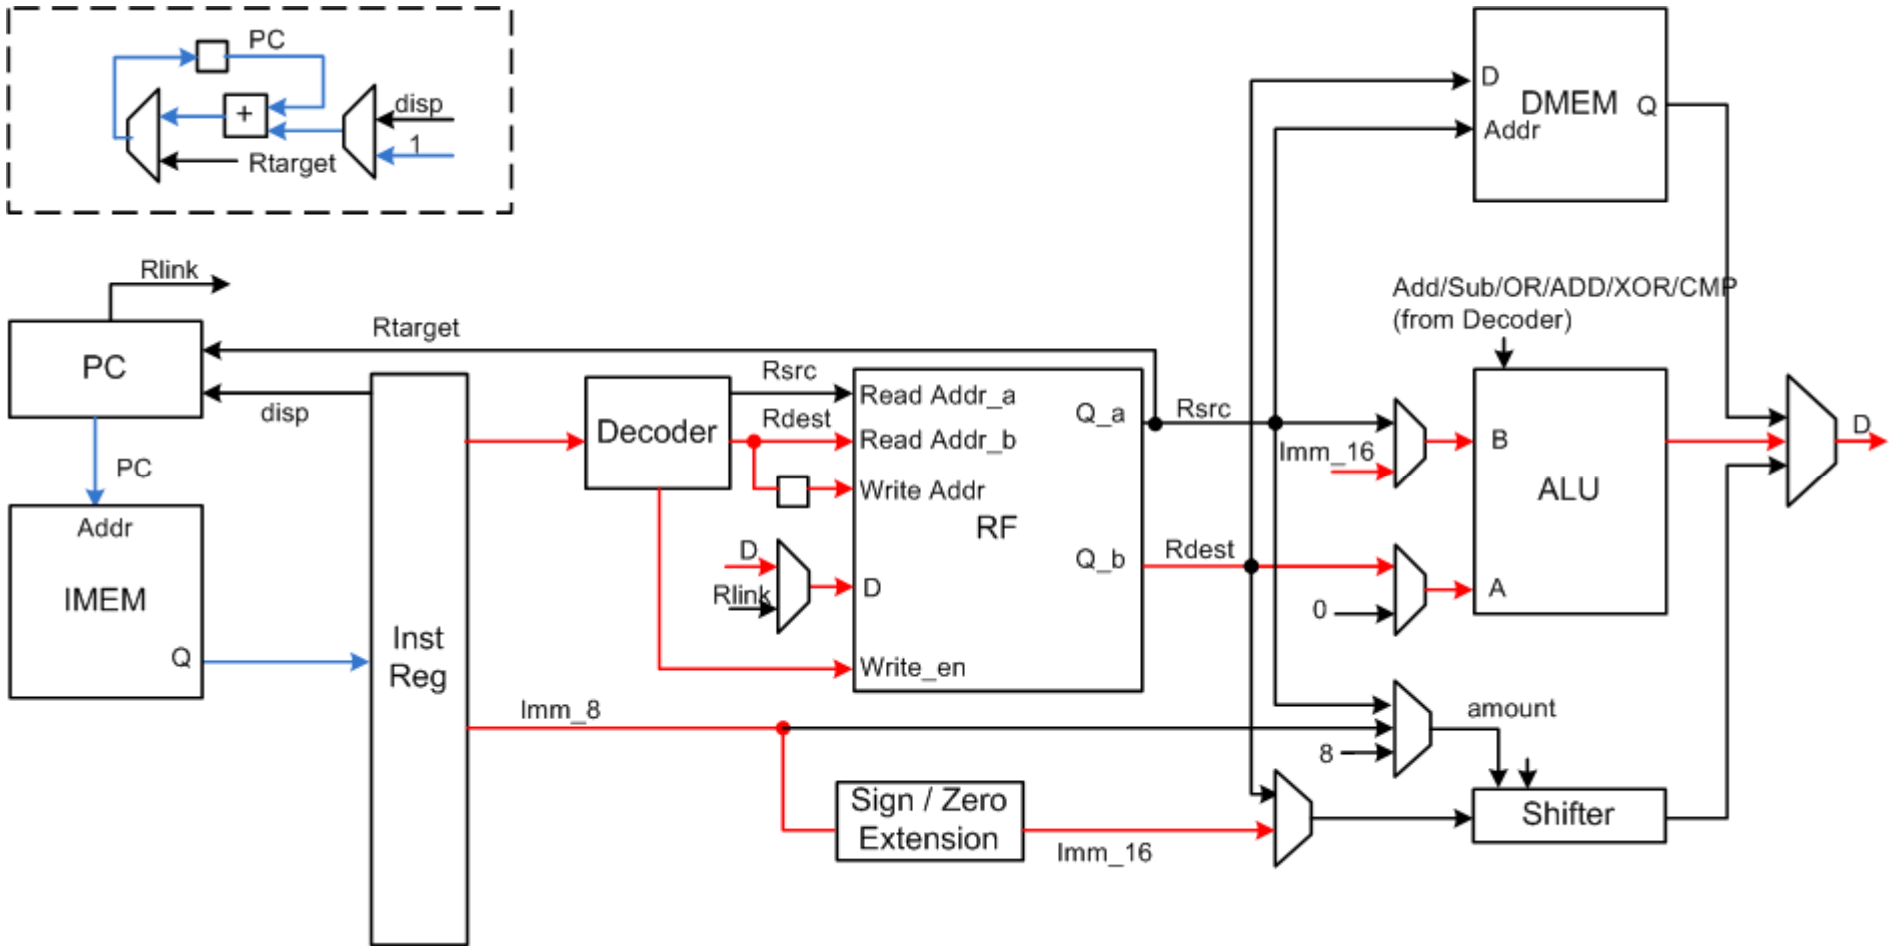 PC
+
disp
1
Rtarget
D
DMEM
Q
Addr
Rlink
Add/Sub/OR/ADD/XOR/CMP
(from Decoder)
Rtarget
PC
disp
PC
Rsrc
Rdest
Decoder
Read Addr_a
Read Addr_b
Write Addr
RF
Q_a
Q_b
Rsrc
Imm_16
B
ALU
D
Addr
IMEM
Q
Inst
Reg
D
Rlink
D
Write_en
Rdest
0
A
Imm_8
amount
8
Sign / Zero
Extension
Imm_16
Shifter